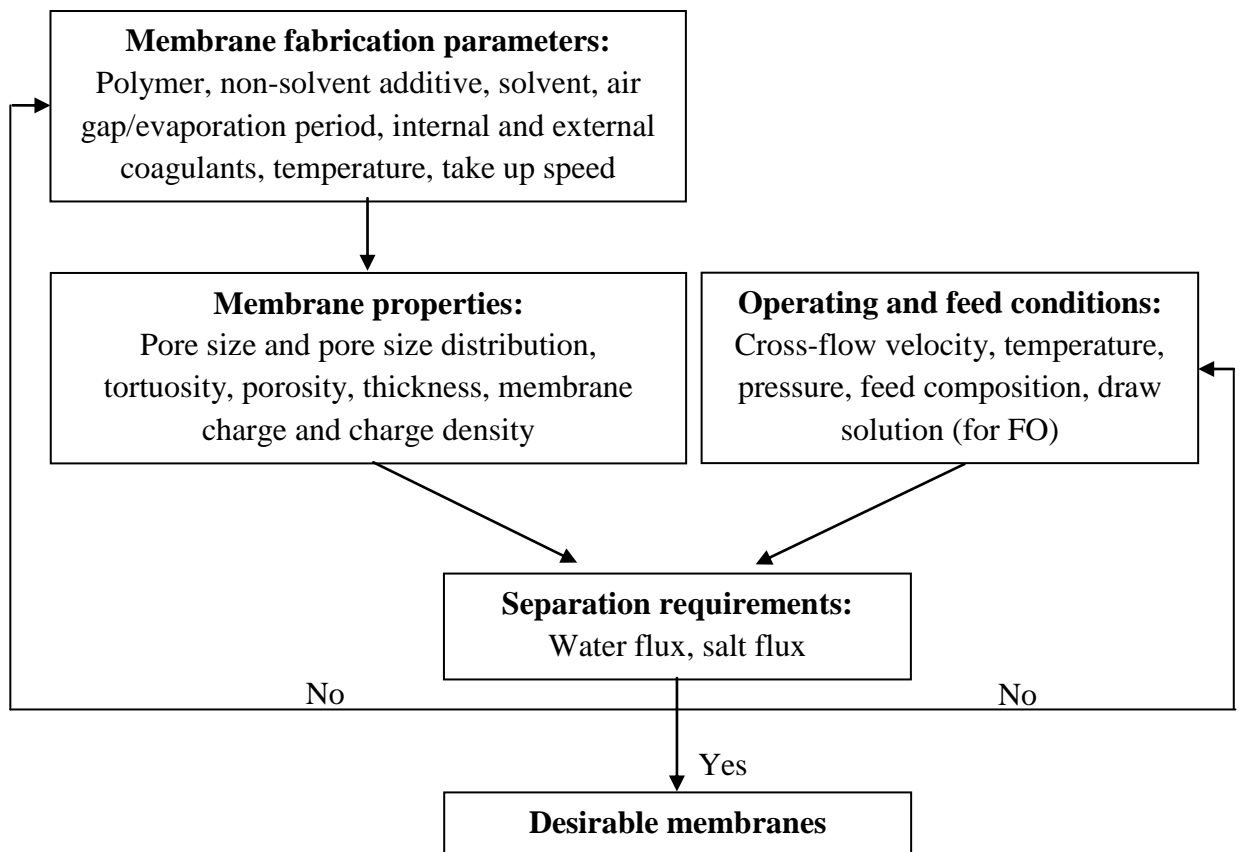 Membrane fabrication parameters:
Polymer, non-solvent additive, solvent, air
gap/evaporation period, internal and external
coagulants, temperature, take up speed
Membrane properties:
Pore size and pore size distribution,
tortuosity, porosity, thickness, membrane
charge and charge density
Operating and feed conditions:
Cross-flow velocity, temperature,
pressure, feed composition, draw
solution (for FO)
Separation requirements:
Water flux, salt flux
No
No
Yes
Desirable membranes